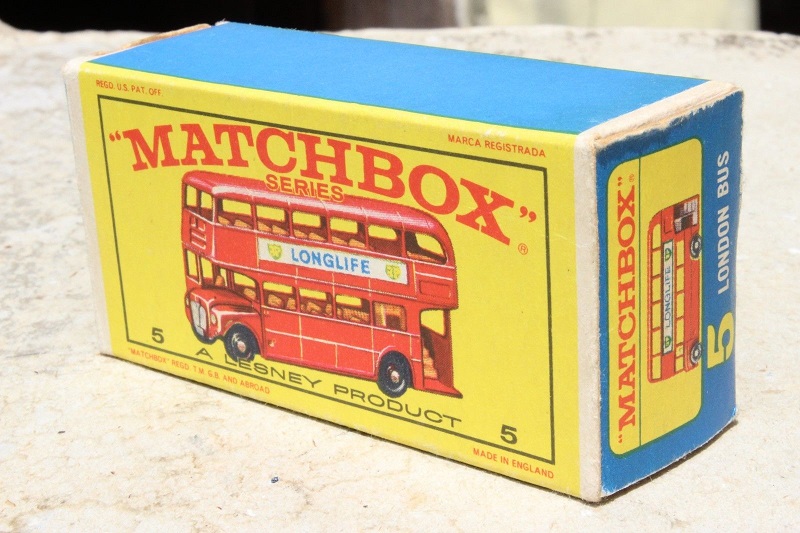 REGD. U.S. PAT. OFF.
MARCA REGISTRADA
"MATCHBOX"®
SERIES
LONGLIFE
5
A LESNEY PRODUCT
5
"MATCHBOX" REGD. T.M. G.B. AND ABROAD
MADE IN ENGLAND
"MATCHBOX"®
LONGLIFE
5 LONDON BUS